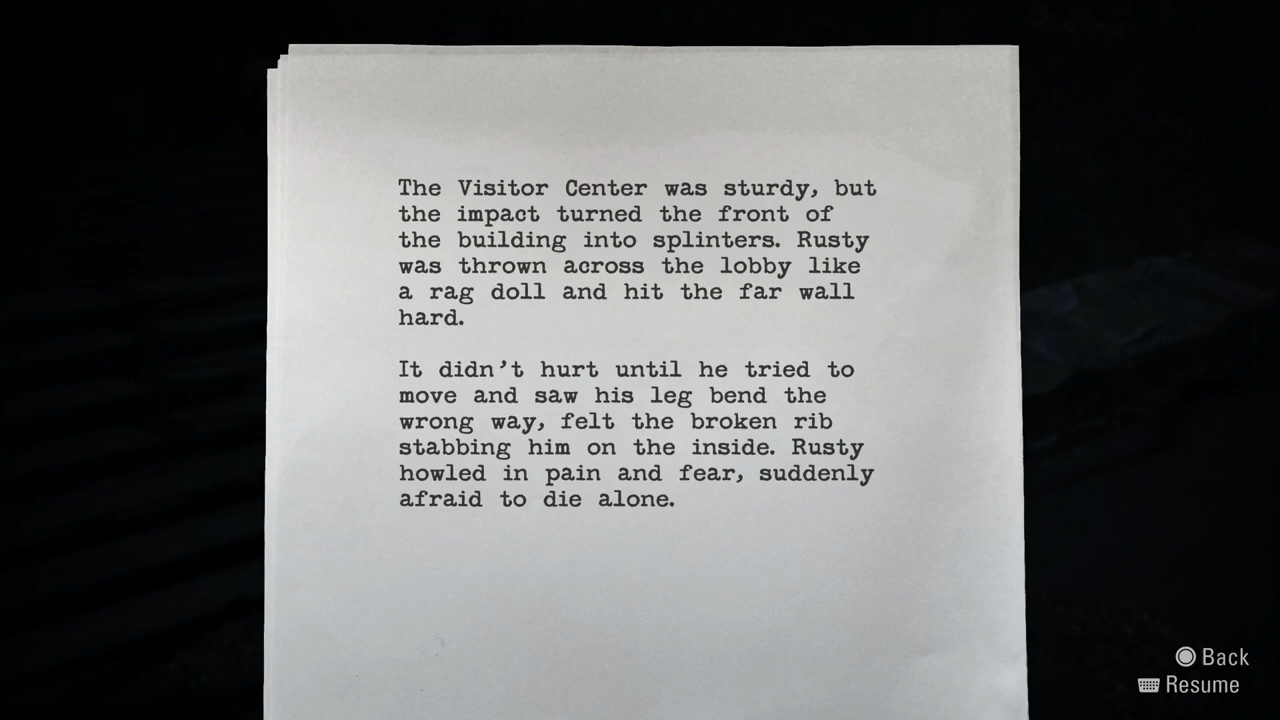 The Visitor Center was sturdy, but
the impact turned the front of
the building into splinters. Rusty
was thrown across the lobby like
a rag doll and hit the far wall
hard.
It didn't hurt until he tried to
move and saw his leg bend the
wrong way, felt the broken rib
stabbing him on the inside. Rusty
howled in pain and fear, suddenly
afraid to die alone.
Back
Resume